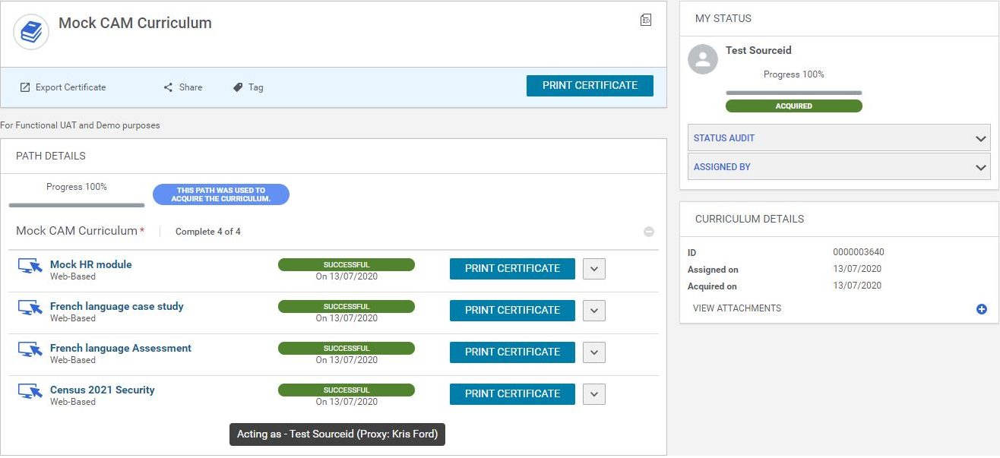 Mock CAM Curriculum
Export Certificate
Share
Tag
PRINT CERTIFICATE
For Functional UAT and Demo purposes
PATH DETAILS
Progress 100%
THIS PATH WAS USED TO
ACQUIRE THE CURRICULUM.
Mock CAM Curriculum *
Complete 4 of 4
Mock HR module
Web-Based
SUCCESSFUL
On 13/07/2020
PRINT CERTIFICATE
French language case study
Web-Based
SUCCESSFUL
On 13/07/2020
PRINT CERTIFICATE
French language Assessment
Web-Based
SUCCESSFUL
On 13/07/2020
PRINT CERTIFICATE
Census 2021 Security
Web-Based
SUCCESSFUL
On 13/07/2020
PRINT CERTIFICATE
Acting as - Test Sourceid (Proxy: Kris Ford)
MY STATUS
Test Sourceid
Progress 100%
ACQUIRED
STATUS AUDIT
ASSIGNED BY
CURRICULUM DETAILS
ID 0000003640
Assigned on 13/07/2020
Acquired on 13/07/2020
VIEW ATTACHMENTS